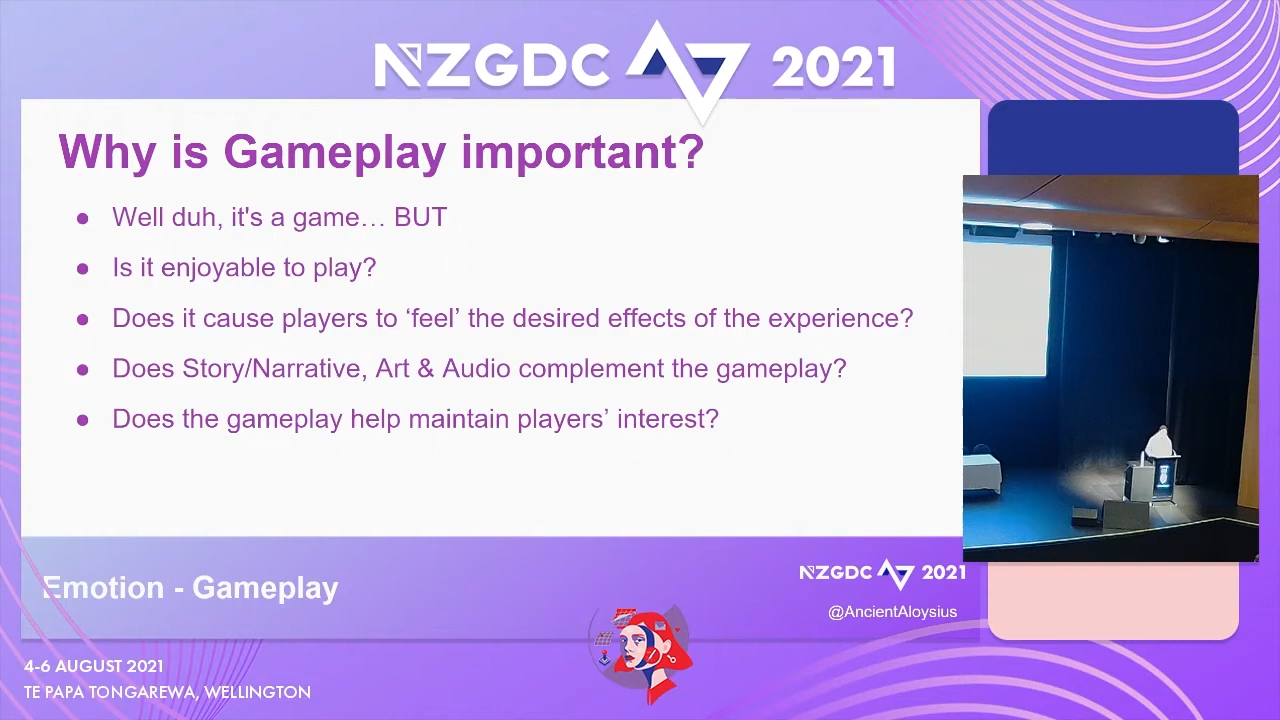 NZGDC 2021
Why is Gameplay important?
● Well duh, it's a game… BUT
● Is it enjoyable to play?
● Does it cause players to ‘feel’ the desired effects of the experience?
● Does Story/Narrative, Art & Audio complement the gameplay?
● Does the gameplay help maintain players’ interest?
Emotion - Gameplay
NZGDC 2021
@AncientAloysius
4-6 AUGUST 2021
TE PAPA TONGAREWA, WELLINGTON